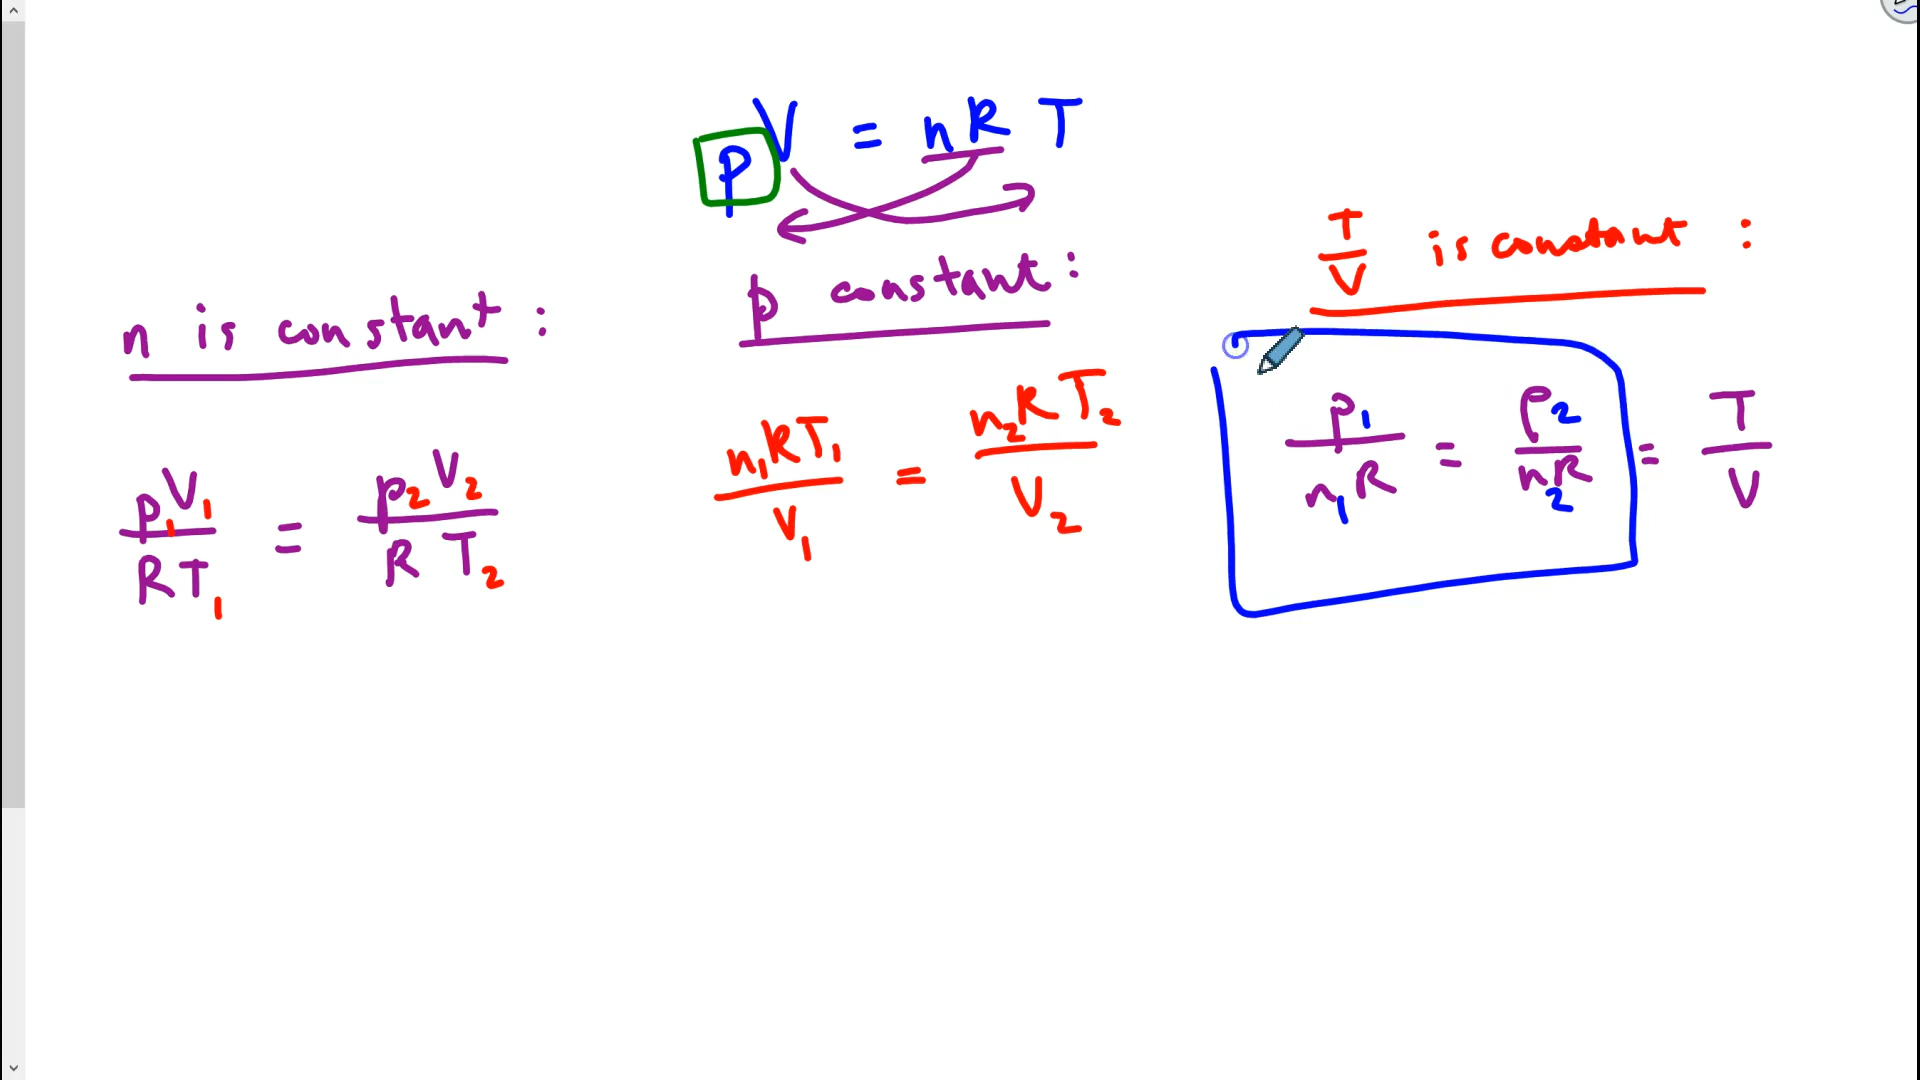 pV = nRT
n is constant :
p₁V₁/RT₁ = p₂V₂/RT₂
p constant :
n₁RT₁/V₁ = n₂RT₂/V₂
T/V is constant :
p₁/n₁R = p₂/n₂R = T/V